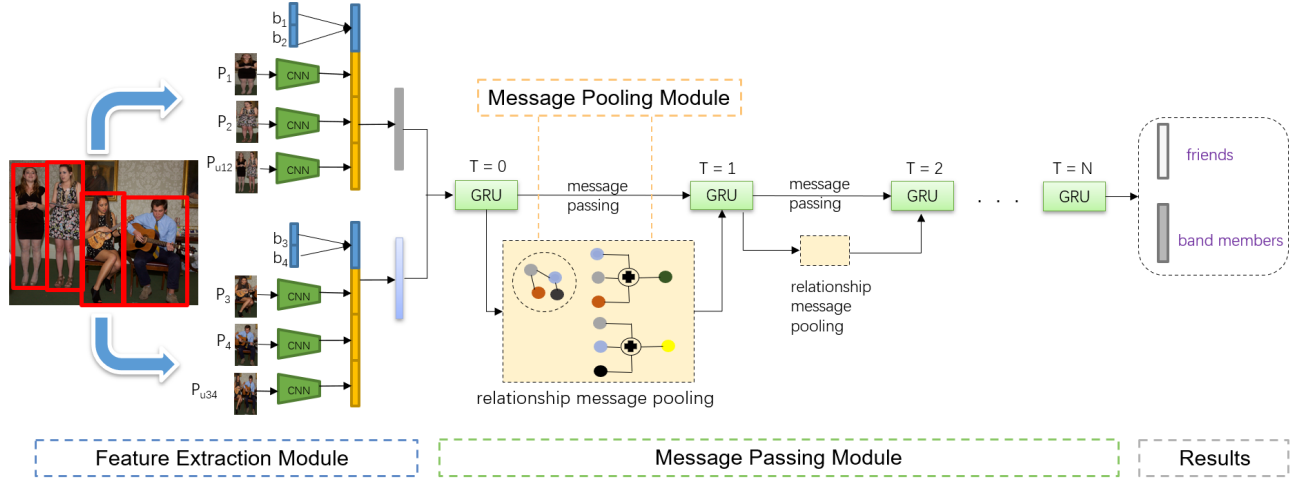 b1
b2
P1
CNN
P2
CNN
Pu12
CNN
b3
b4
P3
CNN
P4
CNN
Pu34
CNN
Message Pooling Module
T = 0
GRU
message
passing
T = 1
GRU
message
passing
T = 2
GRU
. . .
T = N
GRU
relationship message pooling
relationship
message
pooling
friends
band members
Feature Extraction Module
Message Passing Module
Results